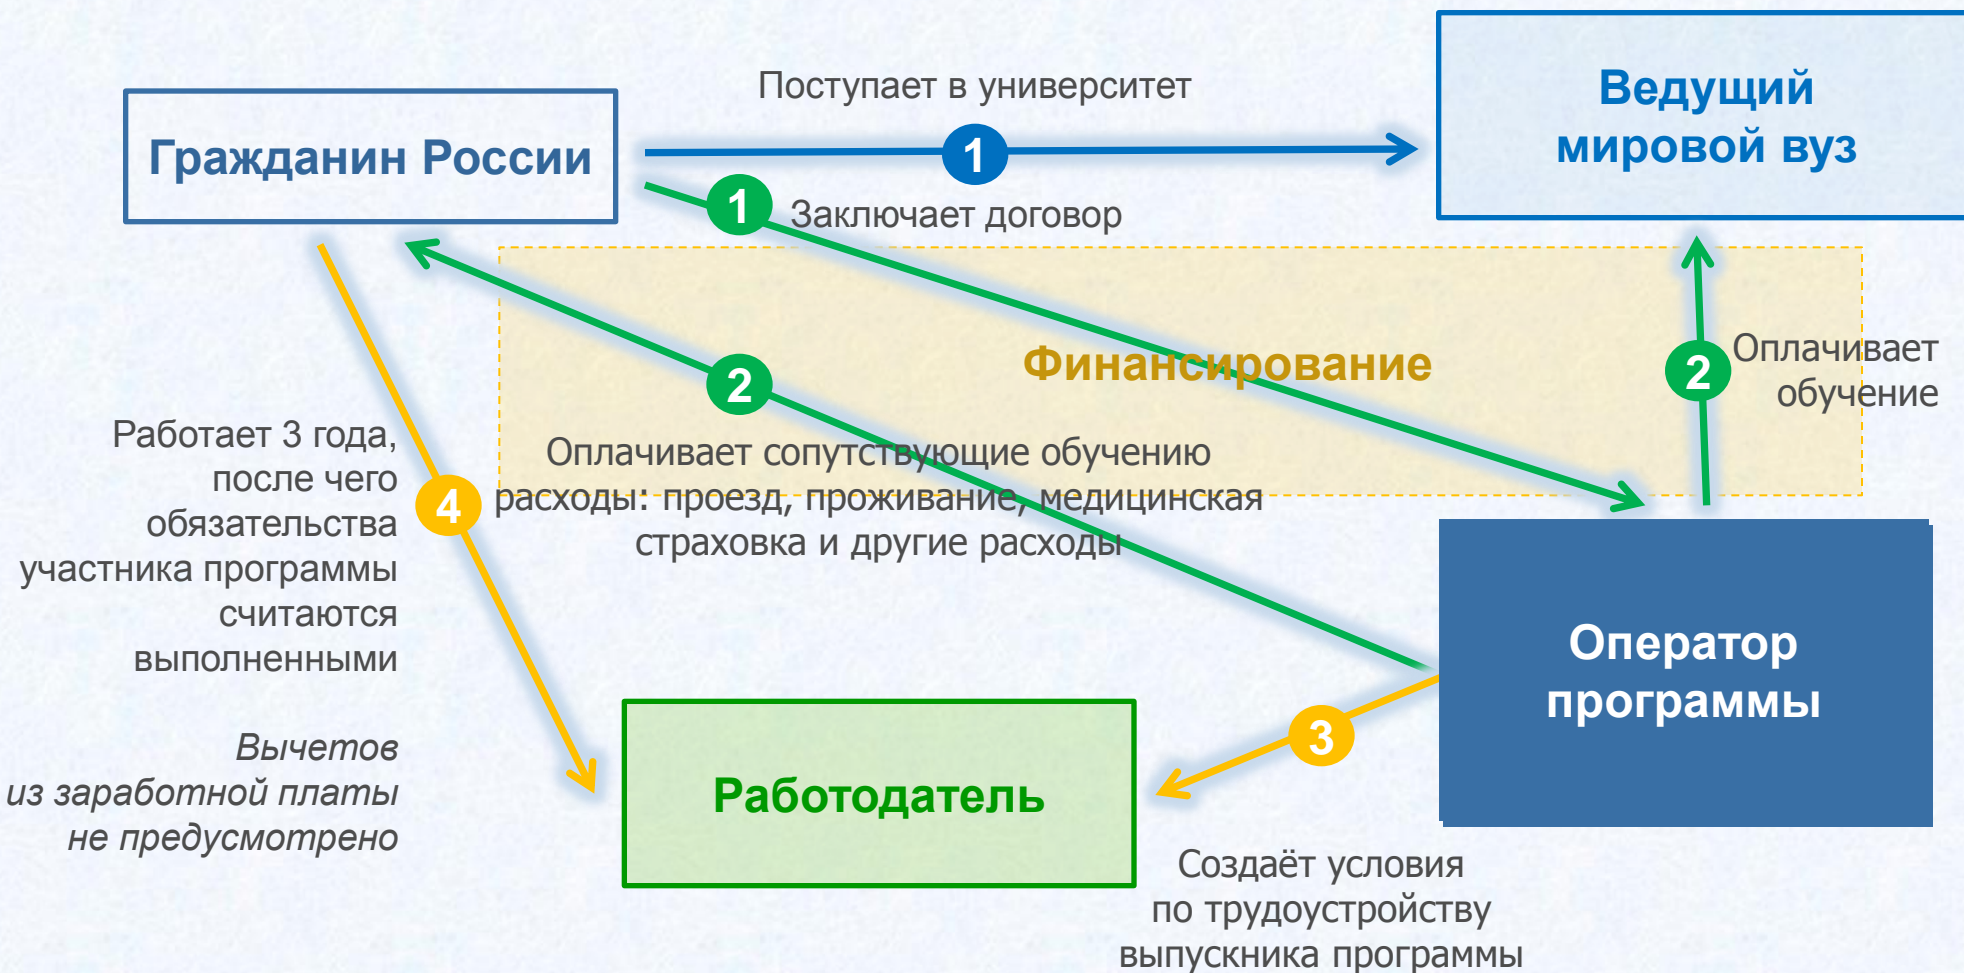 Поступает в университет
Ведущий
мировой вуз
Гражданин России
1
1
Заключает договор
Финансирование
2
Оплачивает
обучение
2
Оплачивает сопутствующие обучению
расходы: проезд, проживание, медицинская
страховка и другие расходы
Работает 3 года,
после чего
обязательства
участника программы
считаются
выполненными
4
Вычетов
из заработной платы
не предусмотрено
Оператор
программы
3
Работодатель
Создаёт условия
по трудоустройству
выпускника программы